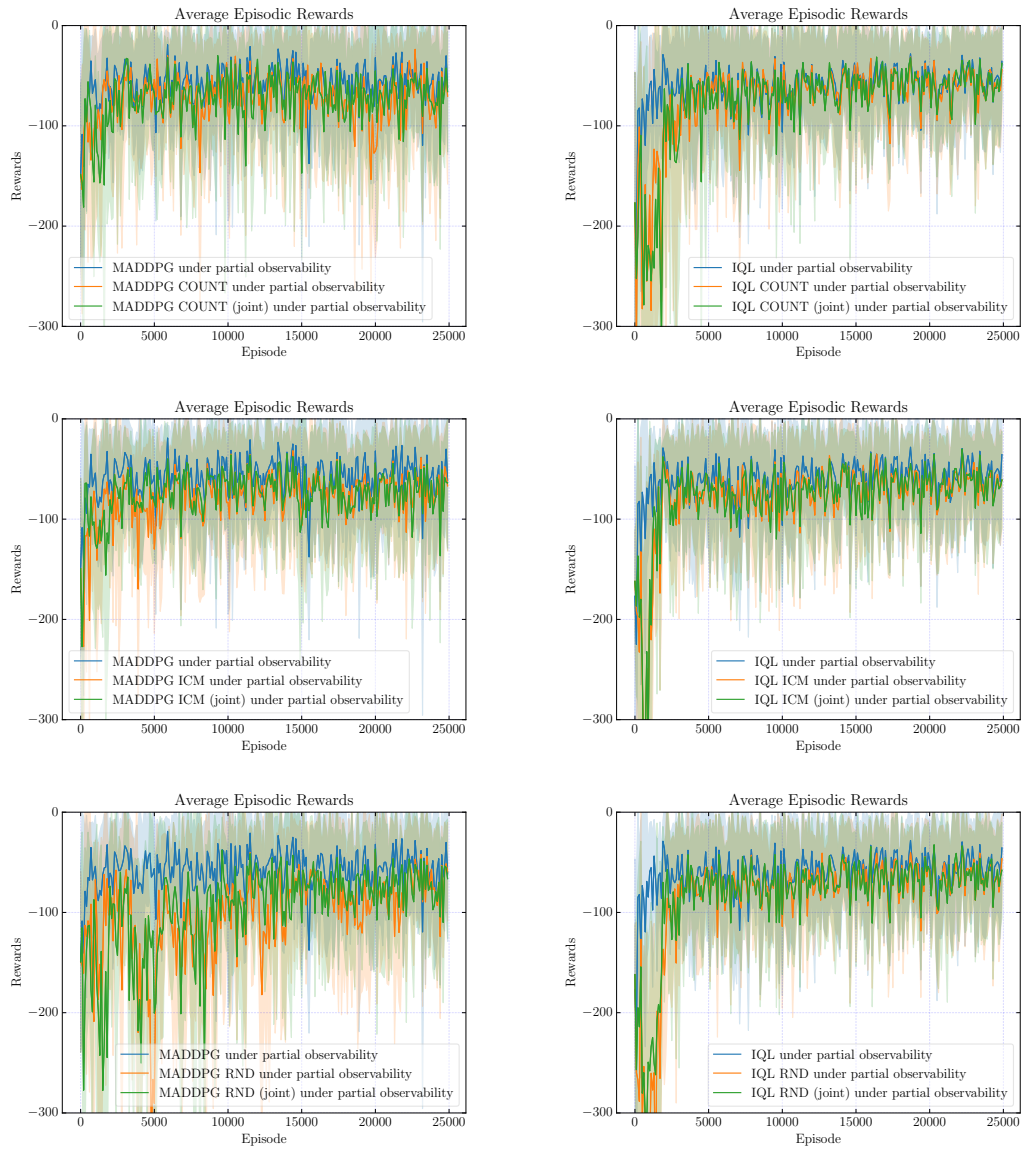 Average Episodic Rewards
0
−100
−200
−300
Rewards
MADDPG under partial observability
MADDPG COUNT under partial observability
MADDPG COUNT (joint) under partial observability
0 5000 10000 15000 20000 25000
Episode
Average Episodic Rewards
0
−100
−200
−300
Rewards
IQL under partial observability
IQL COUNT under partial observability
IQL COUNT (joint) under partial observability
0 5000 10000 15000 20000 25000
Episode
Average Episodic Rewards
0
−100
−200
−300
Rewards
MADDPG under partial observability
MADDPG ICM under partial observability
MADDPG ICM (joint) under partial observability
0 5000 10000 15000 20000 25000
Episode
Average Episodic Rewards
0
−100
−200
−300
Rewards
IQL under partial observability
IQL ICM under partial observability
IQL ICM (joint) under partial observability
0 5000 10000 15000 20000 25000
Episode
Average Episodic Rewards
0
−100
−200
−300
Rewards
MADDPG under partial observability
MADDPG RND under partial observability
MADDPG RND (joint) under partial observability
0 5000 10000 15000 20000 25000
Episode
Average Episodic Rewards
0
−100
−200
−300
Rewards
IQL under partial observability
IQL RND under partial observability
IQL RND (joint) under partial observability
0 5000 10000 15000 20000 25000
Episode